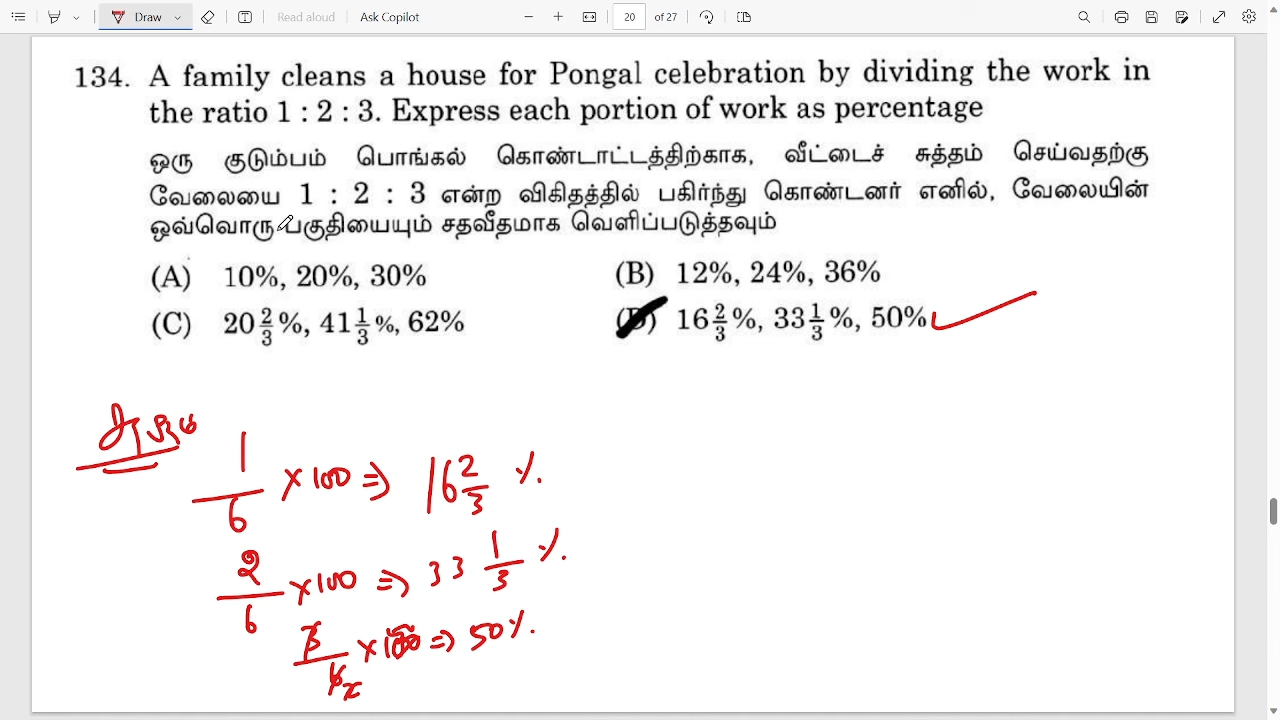 Draw
Read aloud
Ask Copilot
20
of 27
134. A family cleans a house for Pongal celebration by dividing the work in
the ratio 1 : 2 : 3. Express each portion of work as percentage
ஒரு குடும்பம் பொங்கல் கொண்டாட்டத்திற்காக, வீட்டைச் சுத்தம் செய்வதற்கு
வேலையை 1 : 2 : 3 என்ற விகிதத்தில் பகிர்ந்து கொண்டனர் எனில், வேலையின்
ஒவ்வொரு பகுதியையும் சதவீதமாக வெளிப்படுத்தவும்
(A) 10%, 20%, 30%
(B) 12%, 24%, 36%
(C) 20 2/3 %, 41 1/3 %, 62%
(D) 16 2/3 %, 33 1/3 %, 50%
1/6 × 100 ⇒ 16 2/3 %
2/6 × 100 ⇒ 33 1/3 %
3/6 × 100 ⇒ 50 %